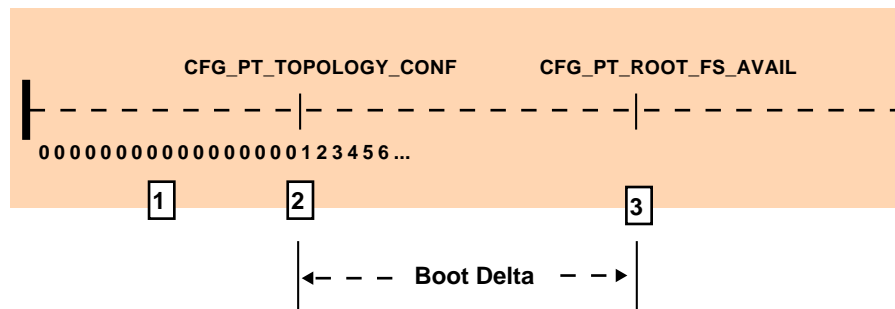 CFG_PT_TOPOLOGY_CONF CFG_PT_ROOT_FS_AVAIL
0 0 0 0 0 0 0 0 0 0 0 0 0 0 0 0 0 1 2 3 4 5 6 ...
1 2 3
Boot Delta